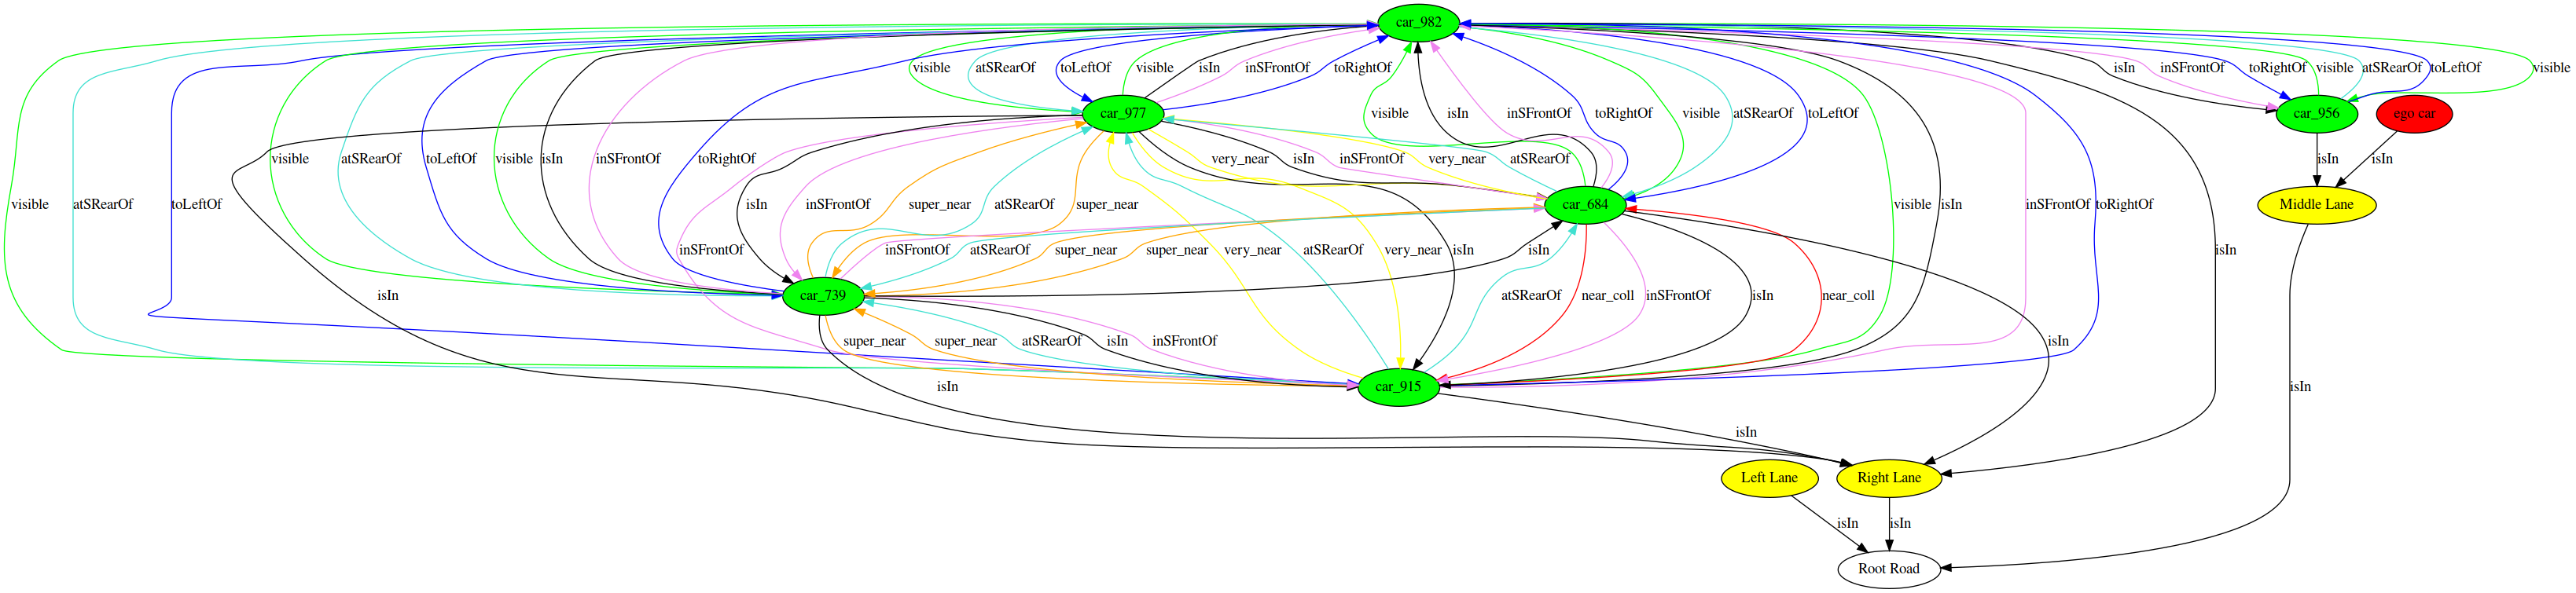 car_982
visible atSRearOf toLeftOf visible isIn inSFrontOf toRightOf visible isIn inSFrontOf toRightOf visible atSRearOf toLeftOf isIn inSFrontOf toRightOf visible atSRearOf toLeftOf visible
car_977 car_956 ego car
visible atSRearOf toLeftOf visible isIn inSFrontOf toRightOf very_near isIn inSFrontOf very_near atSRearOf isIn isIn
visible atSRearOf toLeftOf isIn inSFrontOf super_near atSRearOf super_near car_684 visible isIn inSFrontOf toRightOf Middle Lane
inSFrontOf inSFrontOf atSRearOf super_near super_near very_near atSRearOf very_near isIn isIn isIn
isIn car_739 atSRearOf near_coll inSFrontOf isIn near_coll
super_near super_near atSRearOf isIn inSFrontOf isIn
isIn car_915 isIn
isIn
Left Lane Right Lane
isIn isIn
Root Road